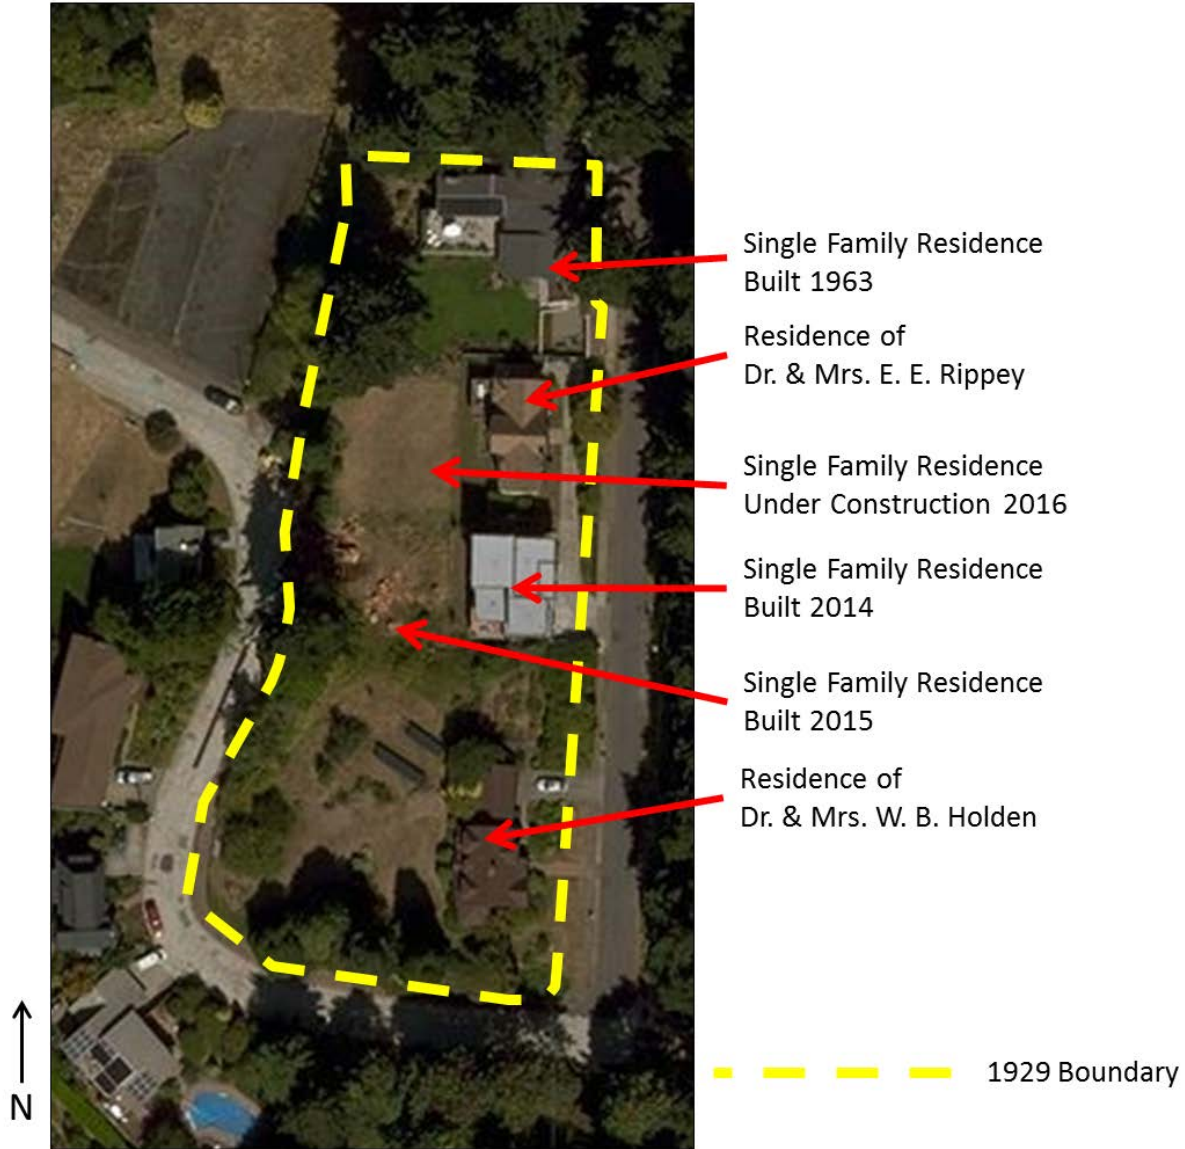 Single Family Residence
Built 1963
Residence of
Dr. & Mrs. E. E. Rippey
Single Family Residence
Under Construction 2016
Single Family Residence
Built 2014
Single Family Residence
Built 2015
Residence of
Dr. & Mrs. W. B. Holden
1929 Boundary
N